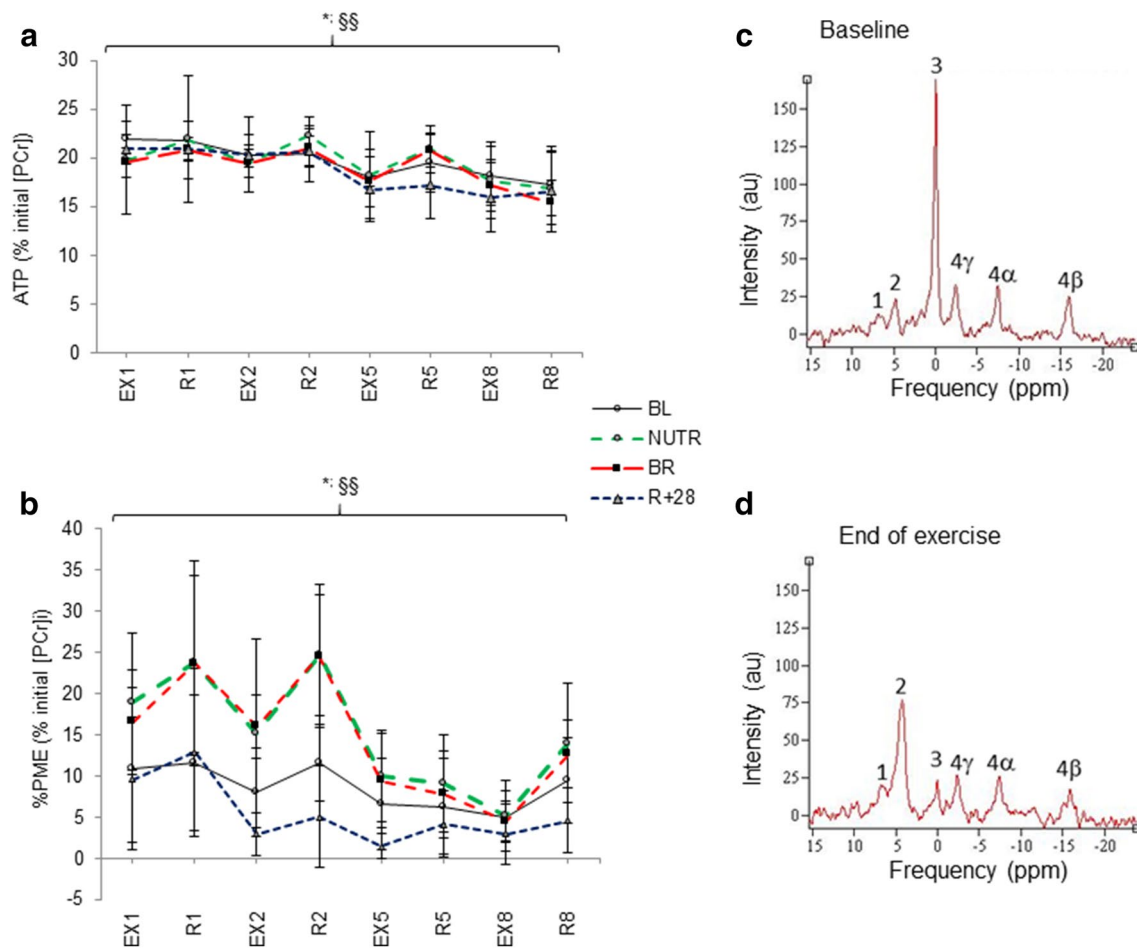 a
*; §§
30
25
20
15
10
5
0
ATP (% initial [PCr])
EX1 R1 EX2 R2 EX5 R5 EX8 R8
BL
NUTR
BR
R+28
b
*; §§
40
35
30
25
20
15
10
5
0
-5
%PME (% initial [PCr]i)
EX1 R1 EX2 R2 EX5 R5 EX8 R8
c
Baseline
150
100
75
50
25
0
Intensity (au)
1 2 3 4γ 4α 4β
15 10 5 0 -5 -10 -15 -20
Frequency (ppm)
d
End of exercise
150
100
75
50
25
0
Intensity (au)
1 2 3 4γ 4α 4β
15 10 5 0 -5 -10 -15 -20
Frequency (ppm)